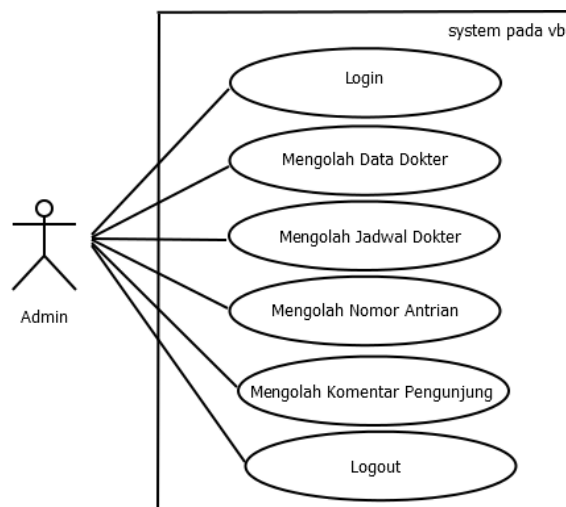 system pada vb
Login
Mengolah Data Dokter
Mengolah Jadwal Dokter
Admin
Mengolah Nomor Antrian
Mengolah Komentar Pengunjung
Logout